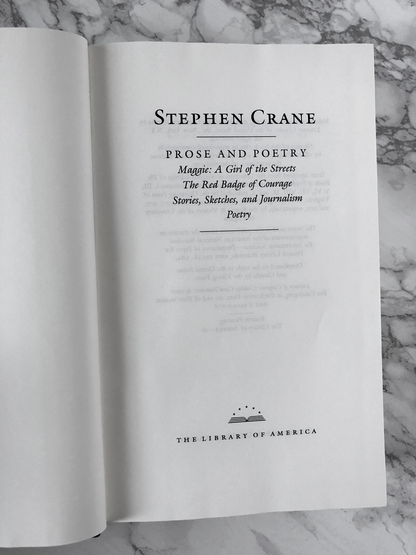 STEPHEN CRANE
PROSE AND POETRY
Maggie: A Girl of the Streets
The Red Badge of Courage
Stories, Sketches, and Journalism
Poetry
THE LIBRARY OF AMERICA